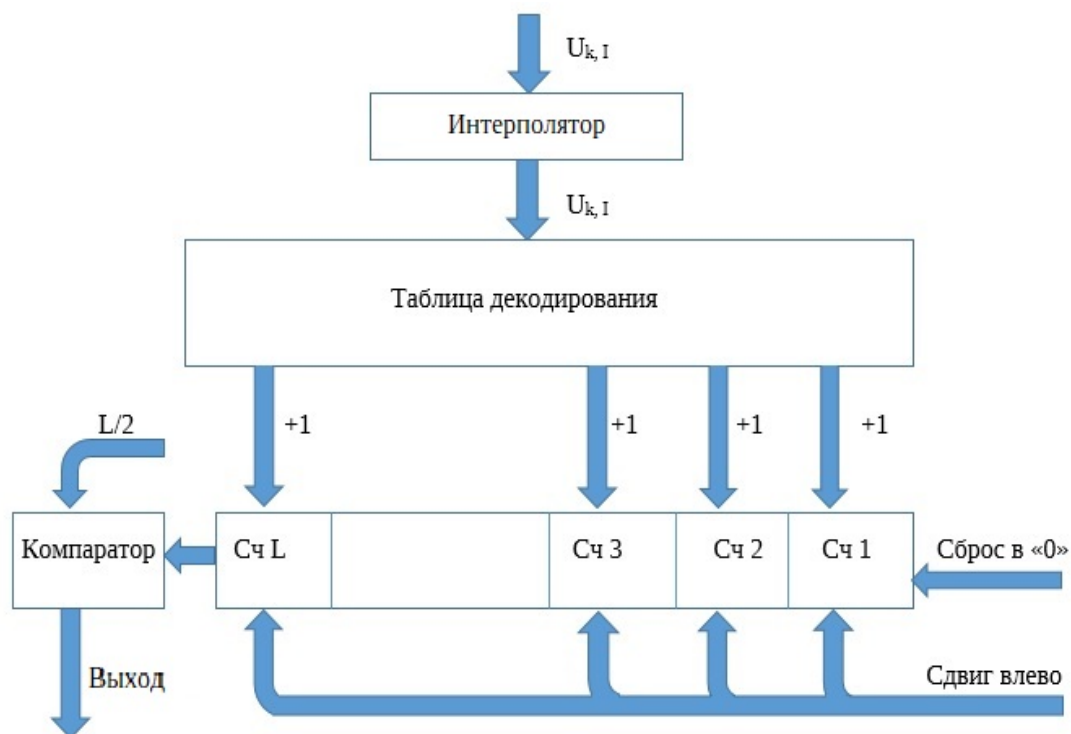 Uk, I
Интерполятор
Uk, I
Таблица декодирования
L/2
+1
+1
+1
+1
Компаратор
Сч L
Сч 3
Сч 2
Сч 1
Сброс в «0»
Выход
Сдвиг влево